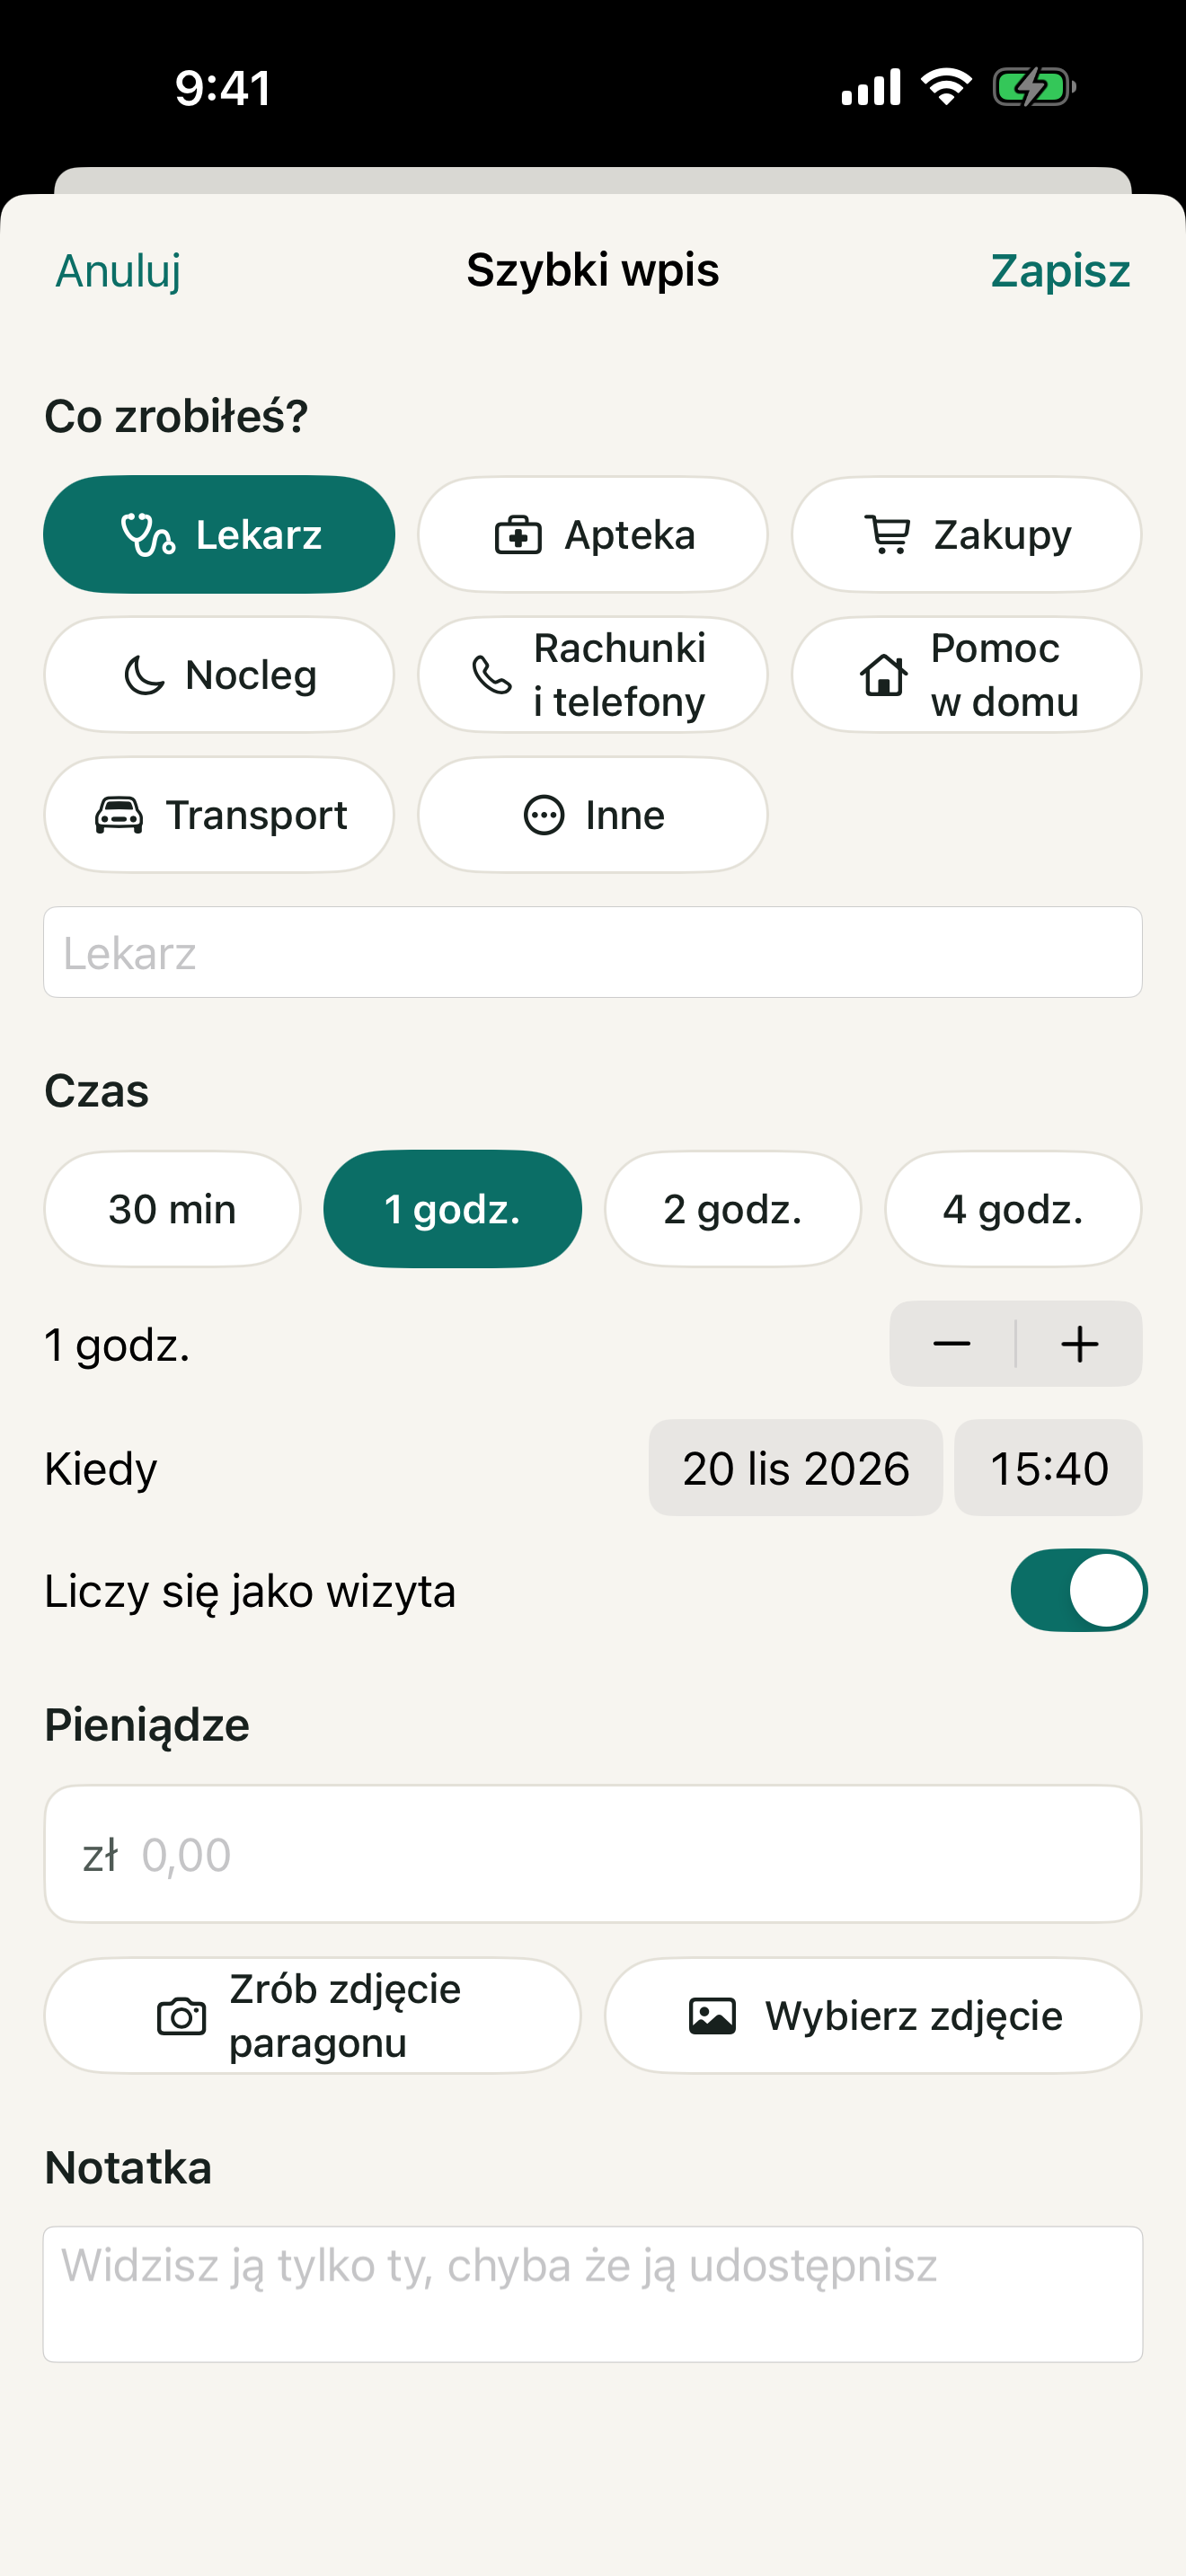 9:41
Anuluj
Szybki wpis
Zapisz
Co zrobiłeś?
Lekarz
Apteka
Zakupy
Nocleg
Rachunki
i telefony
Pomoc
w domu
Transport
Inne
Lekarz
Czas
30 min
1 godz.
2 godz.
4 godz.
1 godz.
Kiedy
20 lis 2026
15:40
Liczy się jako wizyta
Pieniądze
zł 0,00
Zrób zdjęcie
paragonu
Wybierz zdjęcie
Notatka
Widzisz ją tylko ty, chyba że ją udostępnisz